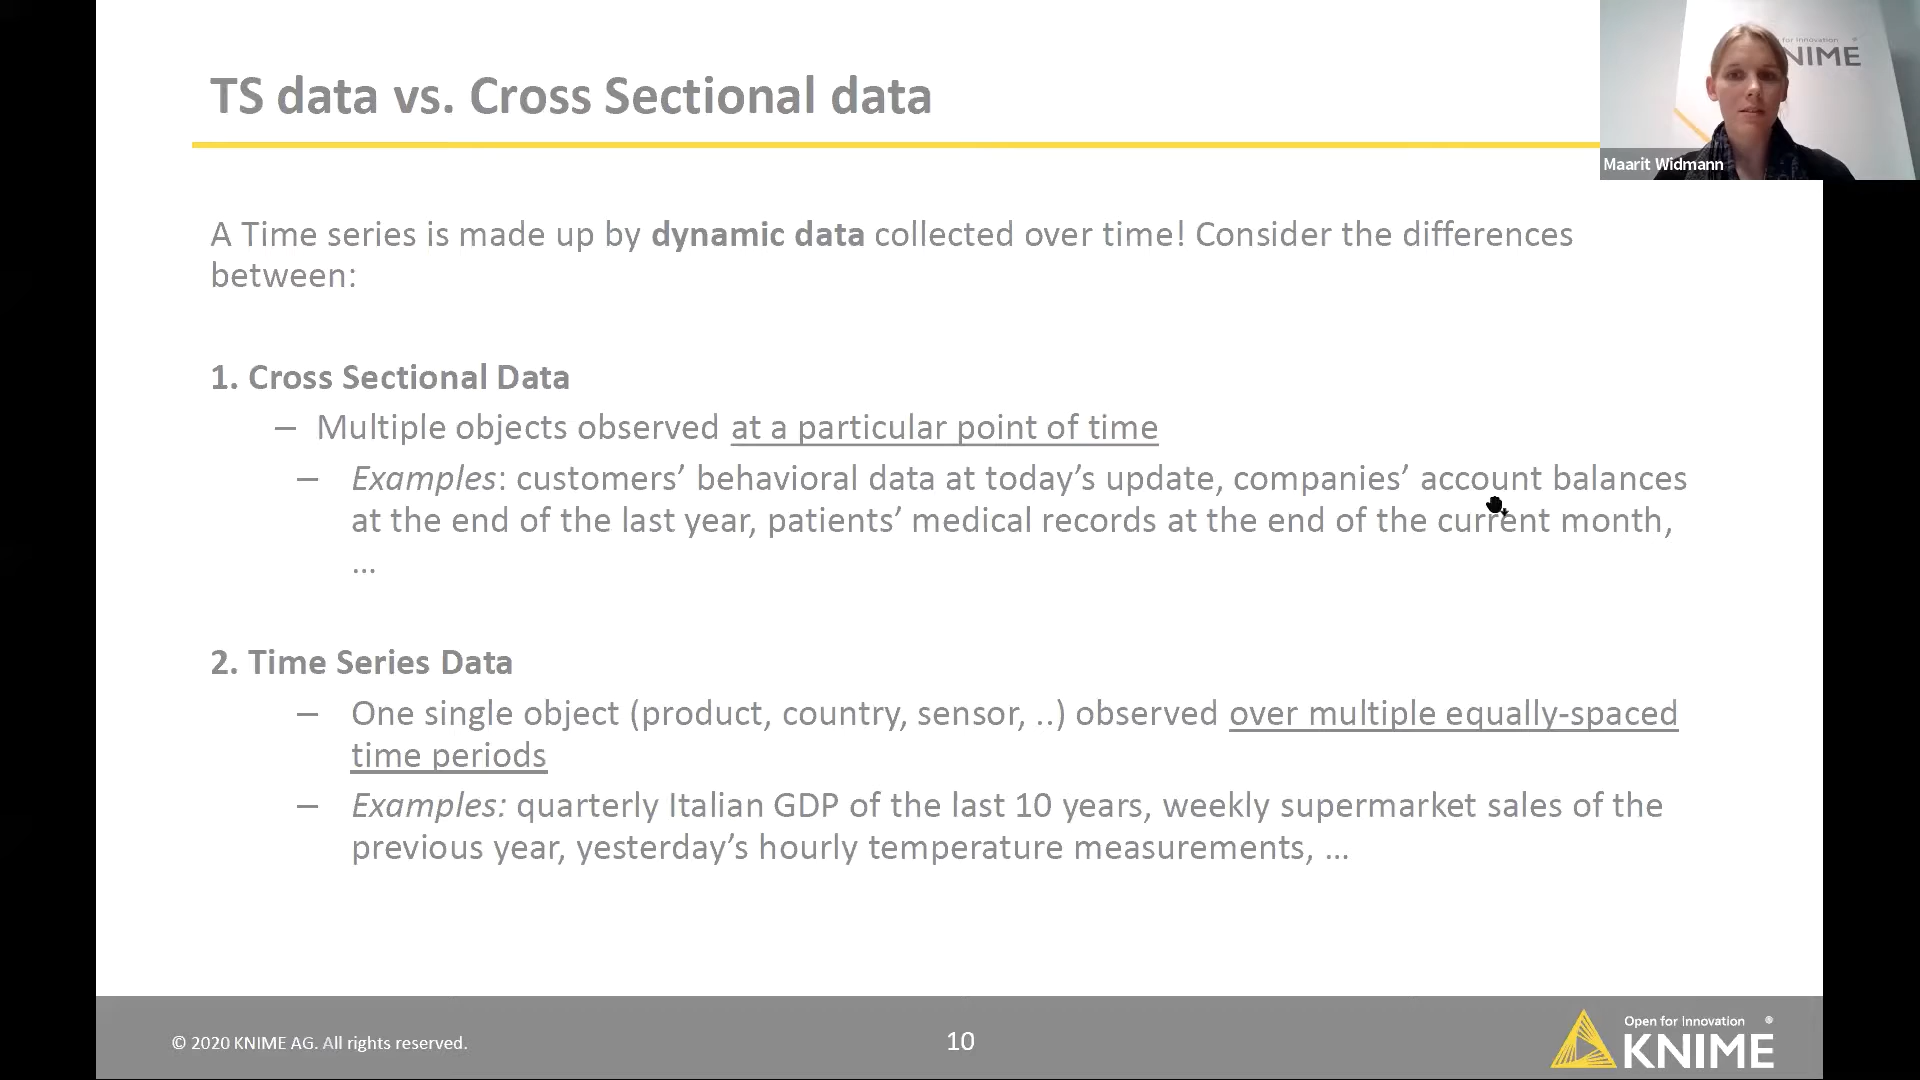 TS data vs. Cross Sectional data
for Innovation ®
NIME
Maarit Widmann
A Time series is made up by dynamic data collected over time! Consider the differences
between:
1. Cross Sectional Data
– Multiple objects observed at a particular point of time
– Examples: customers’ behavioral data at today’s update, companies’ account balances
at the end of the last year, patients’ medical records at the end of the current month,
...
2. Time Series Data
– One single object (product, country, sensor, ..) observed over multiple equally-spaced
time periods
– Examples: quarterly Italian GDP of the last 10 years, weekly supermarket sales of the
previous year, yesterday’s hourly temperature measurements, ...
© 2020 KNIME AG. All rights reserved.
10
Open for Innovation ®
KNIME